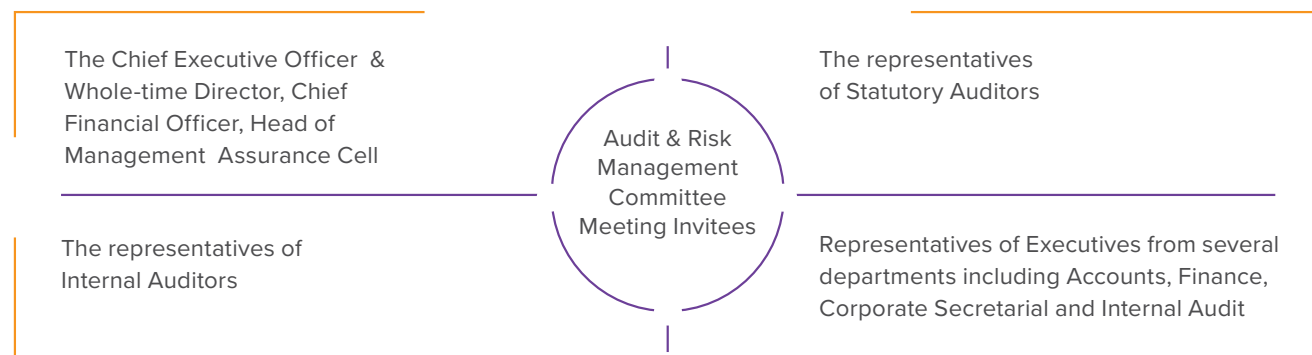 The Chief Executive Officer &
Whole-time Director, Chief
Financial Officer, Head of
Management Assurance Cell
The representatives
of Statutory Auditors
Audit & Risk
Management
Committee
Meeting Invitees
The representatives of
Internal Auditors
Representatives of Executives from several
departments including Accounts, Finance,
Corporate Secretarial and Internal Audit